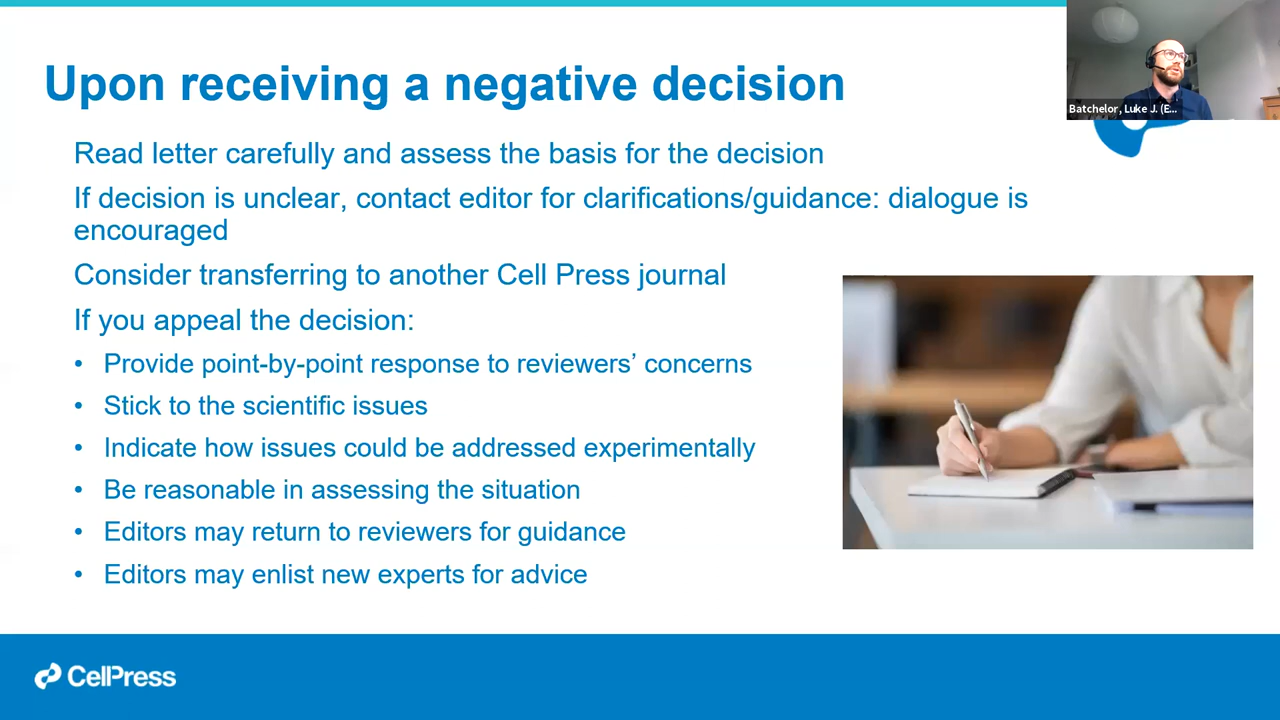 Upon receiving a negative decision
Batchelor, Luke J. (E...
Read letter carefully and assess the basis for the decision
If decision is unclear, contact editor for clarifications/guidance: dialogue is
encouraged
Consider transferring to another Cell Press journal
If you appeal the decision:
• Provide point-by-point response to reviewers’ concerns
• Stick to the scientific issues
• Indicate how issues could be addressed experimentally
• Be reasonable in assessing the situation
• Editors may return to reviewers for guidance
• Editors may enlist new experts for advice
CellPress